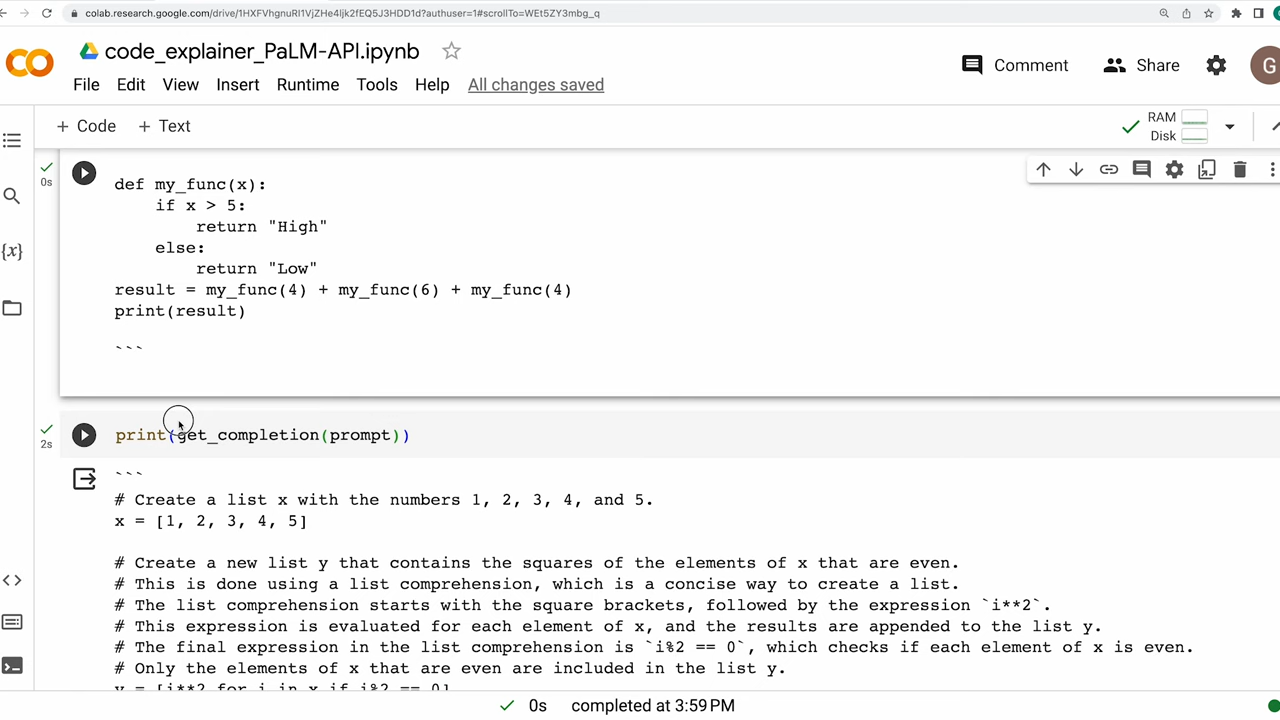 colab.research.google.com/drive/1HXFVhgnuRI1VjZHe4ljk2fEQ5J3HDD1d?authuser=1#scrollTo=WEt5ZY3mbg_q
code_explainer_PaLM-API.ipynb
Comment
Share
G
File Edit View Insert Runtime Tools Help All changes saved
+ Code + Text
RAM
Disk
0s
def my_func(x):
    if x > 5:
        return "High"
    else:
        return "Low"
result = my_func(4) + my_func(6) + my_func(4)
print(result)
```
{x}
2s
print(get_completion(prompt))
```
# Create a list x with the numbers 1, 2, 3, 4, and 5.
x = [1, 2, 3, 4, 5]
# Create a new list y that contains the squares of the elements of x that are even.
# This is done using a list comprehension, which is a concise way to create a list.
# The list comprehension starts with the square brackets, followed by the expression `i**2`.
# This expression is evaluated for each element of x, and the results are appended to the list y.
# The final expression in the list comprehension is `i%2 == 0`, which checks if each element of x is even.
# Only the elements of x that are even are included in the list y.
y = [i**2 for i in x if i%2 == 0]
0s completed at 3:59 PM